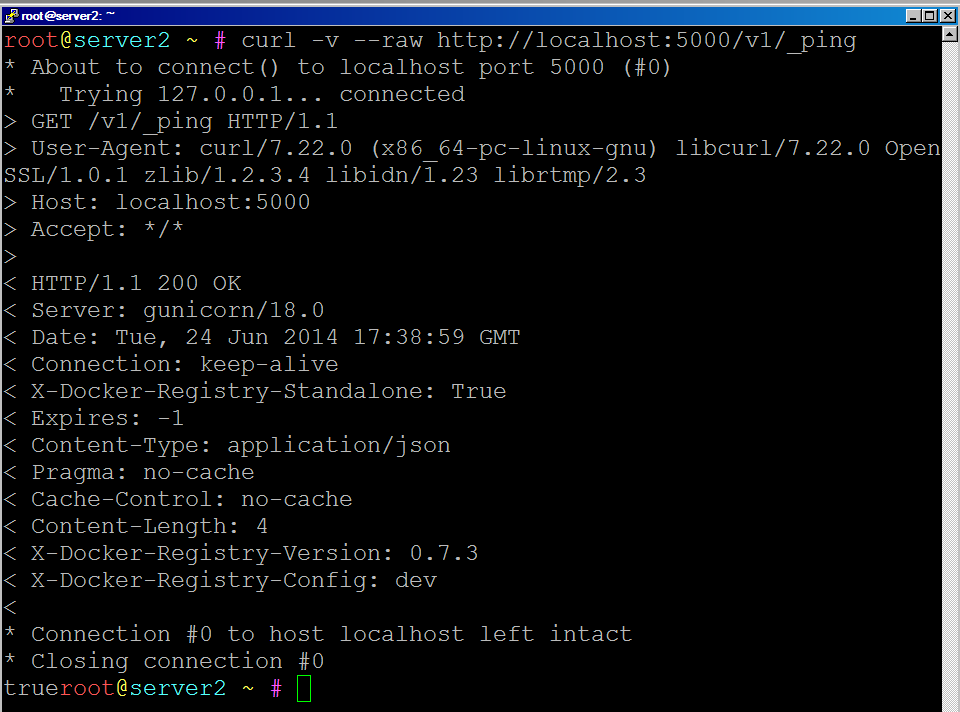 root@server2: ~
root@server2 ~ # curl -v --raw http://localhost:5000/v1/_ping
* About to connect() to localhost port 5000 (#0)
*   Trying 127.0.0.1... connected
> GET /v1/_ping HTTP/1.1
> User-Agent: curl/7.22.0 (x86_64-pc-linux-gnu) libcurl/7.22.0 Open
SSL/1.0.1 zlib/1.2.3.4 libidn/1.23 librtmp/2.3
> Host: localhost:5000
> Accept: */*
>
< HTTP/1.1 200 OK
< Server: gunicorn/18.0
< Date: Tue, 24 Jun 2014 17:38:59 GMT
< Connection: keep-alive
< X-Docker-Registry-Standalone: True
< Expires: -1
< Content-Type: application/json
< Pragma: no-cache
< Cache-Control: no-cache
< Content-Length: 4
< X-Docker-Registry-Version: 0.7.3
< X-Docker-Registry-Config: dev
<
* Connection #0 to host localhost left intact
* Closing connection #0
trueroot@server2 ~ #